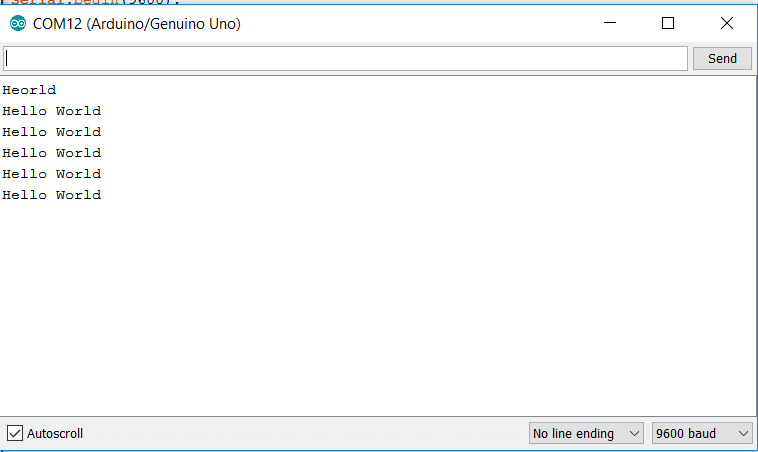 Serial.begin(9600);
COM12 (Arduino/Genuino Uno)
Send
Heorld
Hello World
Hello World
Hello World
Hello World
Hello World
Autoscroll
No line ending
9600 baud